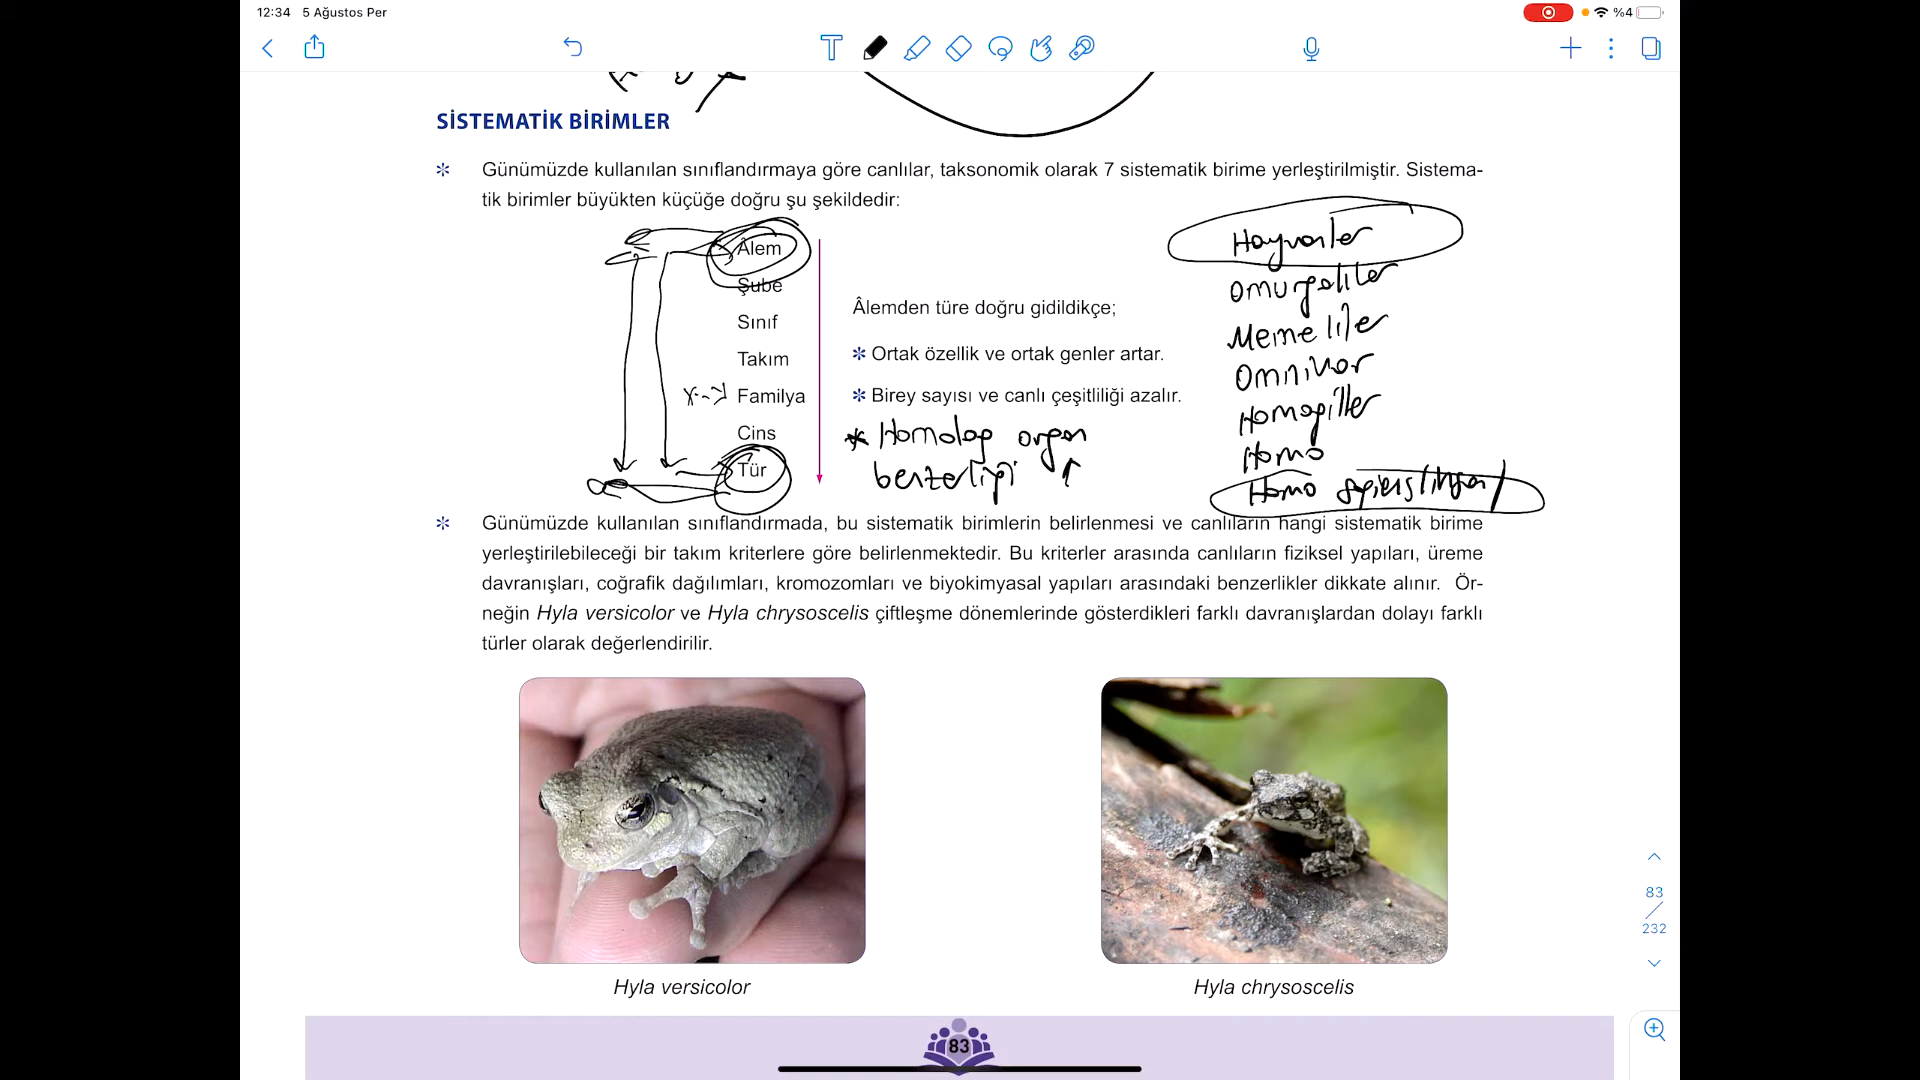 12:34 5 Ağustos Per
%4
T
SİSTEMATİK BİRİMLER
* Günümüzde kullanılan sınıflandırmaya göre canlılar, taksonomik olarak 7 sistematik birime yerleştirilmiştir. Sistema-
tik birimler büyükten küçüğe doğru şu şekildedir:
Âlem
Şube
Sınıf
Takım
Familya
Cins
Tür
Âlemden türe doğru gidildikçe;
* Ortak özellik ve ortak genler artar.
* Birey sayısı ve canlı çeşitliliği azalır.
* Homolog organ
benzerliği ↑
Hayvanlar
Omurgalılar
Memeliler
Omnivor
Homogiller
Homo
Homo sapiens (insan)
* Günümüzde kullanılan sınıflandırmada, bu sistematik birimlerin belirlenmesi ve canlıların hangi sistematik birime
yerleştirilebileceği bir takım kriterlere göre belirlenmektedir. Bu kriterler arasında canlıların fiziksel yapıları, üreme
davranışları, coğrafik dağılımları, kromozomları ve biyokimyasal yapıları arasındaki benzerlikler dikkate alınır. Ör-
neğin Hyla versicolor ve Hyla chrysoscelis çiftleşme dönemlerinde gösterdikleri farklı davranışlardan dolayı farklı
türler olarak değerlendirilir.
Hyla versicolor
Hyla chrysoscelis
83
232
83